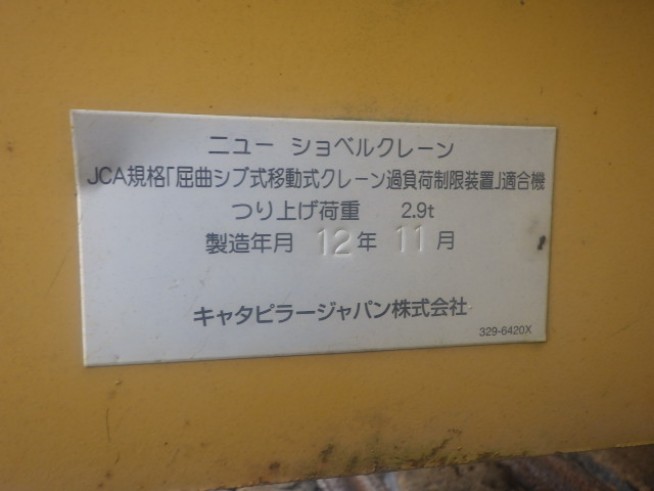 ニュー ショベルクレーン
JCA規格「屈曲ジブ式移動式クレーン過負荷制限装置」適合機
つり上げ荷重 2.9t
製造年月 12年 11月
キャタピラージャパン株式会社
329-6420X